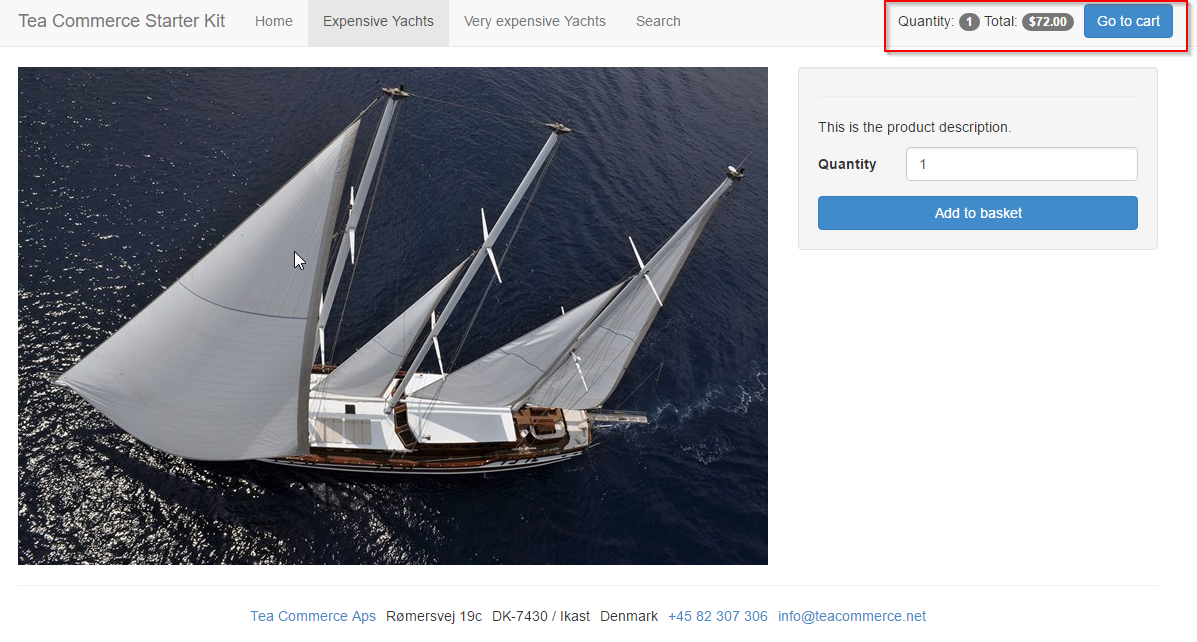 Tea Commerce Starter Kit Home Expensive Yachts Very expensive Yachts Search Quantity: 1 Total: $72.00 Go to cart
This is the product description.
Quantity 1
Add to basket
Tea Commerce Aps Rømersvej 19c DK-7430 / Ikast Denmark +45 82 307 306 info@teacommerce.net